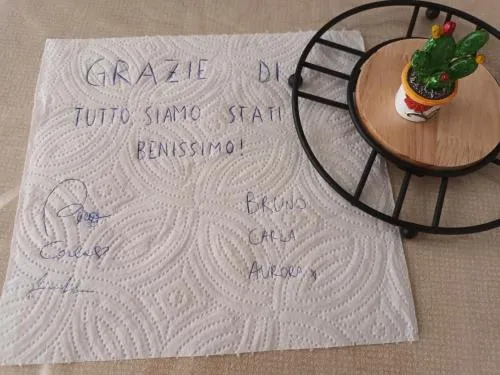 GRAZIE DI
TUTTO SIAMO STATI
BENISSIMO!
BRUNO
CARLA
AURORA